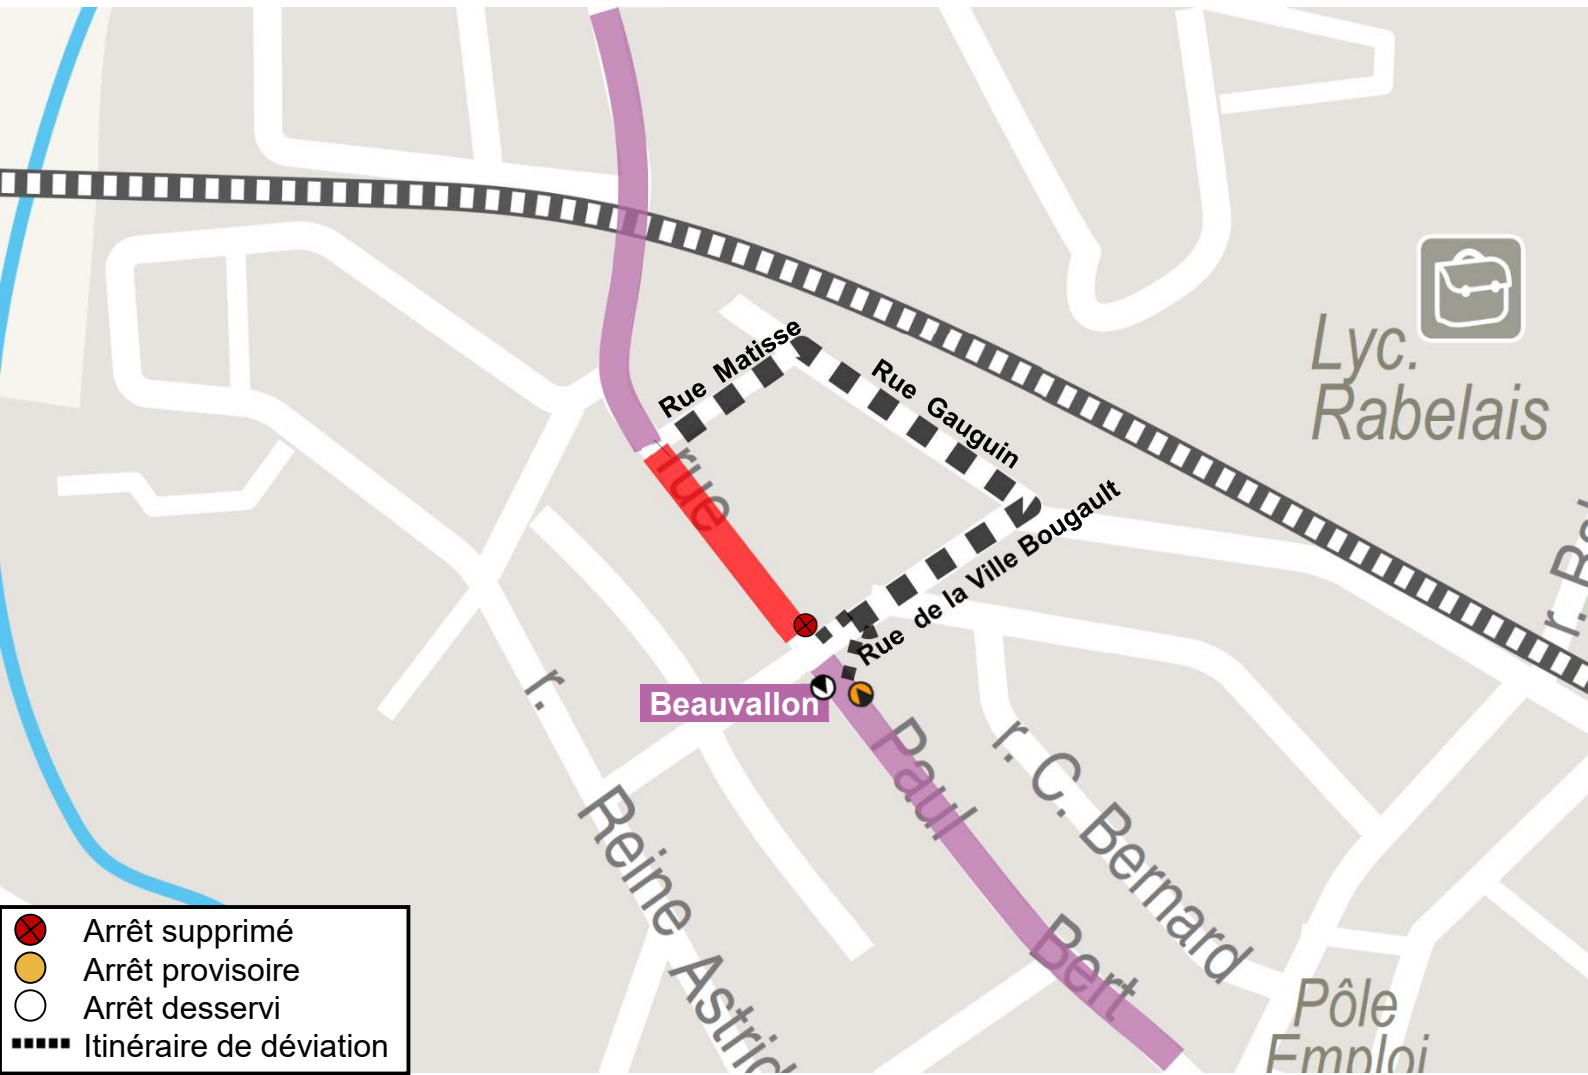 Lyc.
Rabelais
Rue Matisse
Rue Gauguin
rue
Rue de la Ville Bougault
Beauvallon
r.
Reine Astrid
Paul
Bert
r. C. Bernard
Pôle
Emploi
Arrêt supprimé
Arrêt provisoire
Arrêt desservi
Itinéraire de déviation